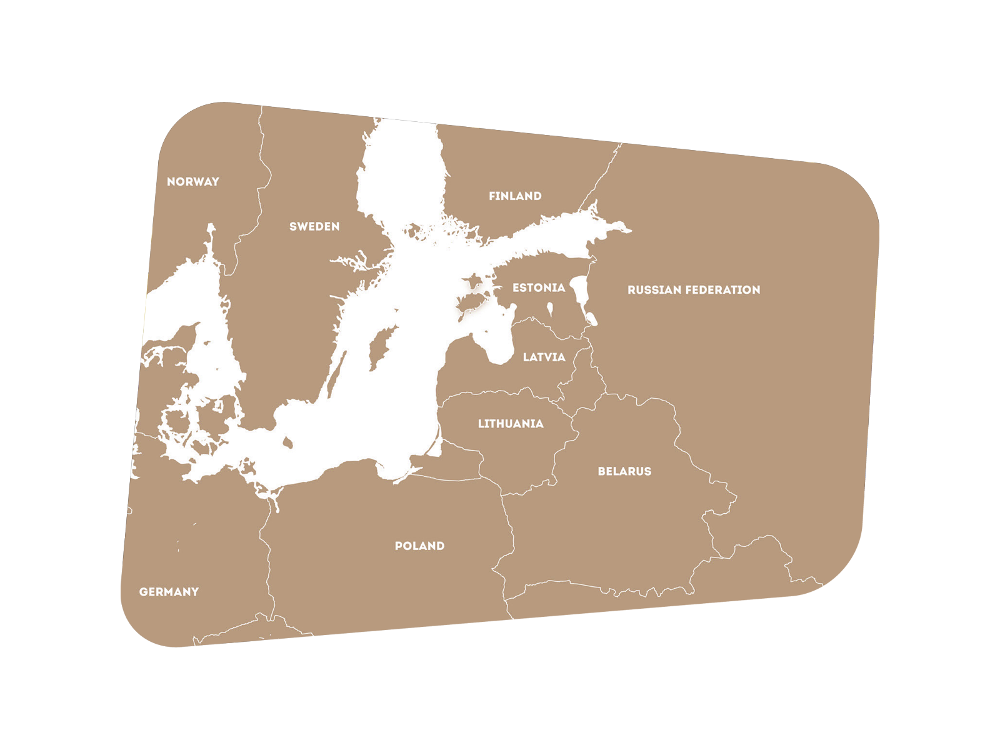 NORWAY
FINLAND
SWEDEN
ESTONIA
RUSSIAN FEDERATION
LATVIA
LITHUANIA
BELARUS
POLAND
GERMANY